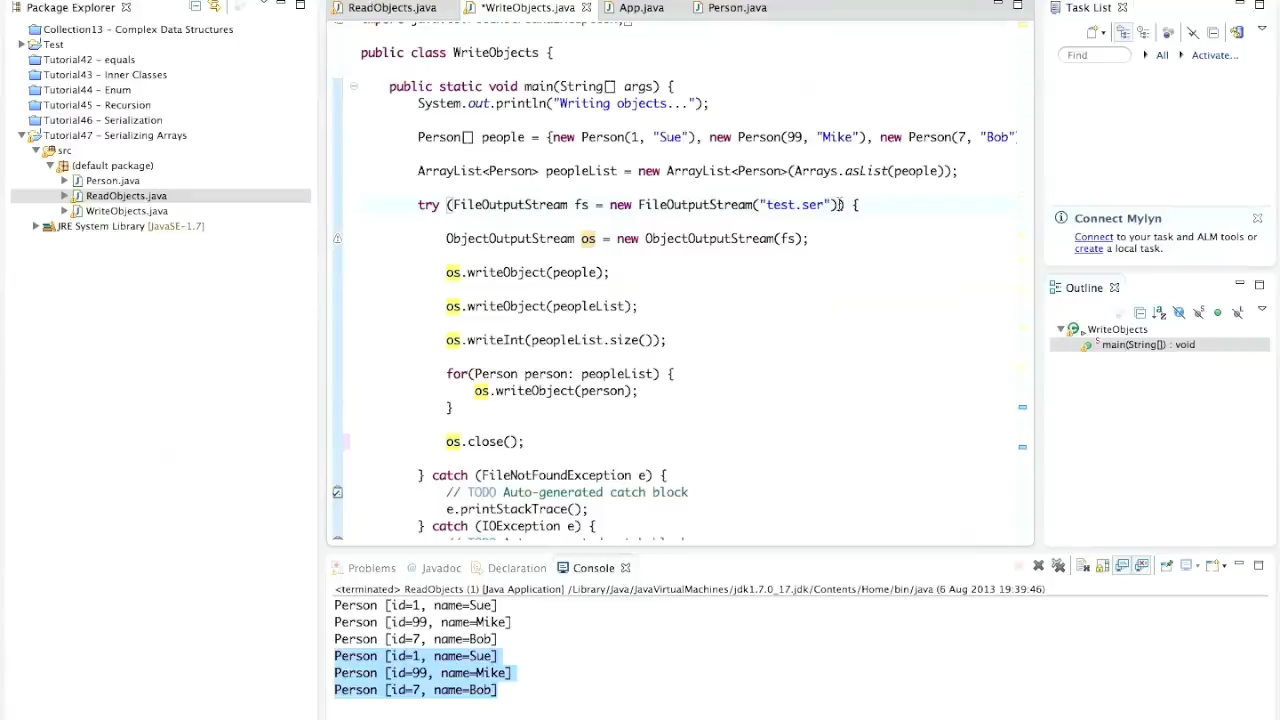 Package Explorer
Collection13 - Complex Data Structures
Test
Tutorial42 - equals
Tutorial43 - Inner Classes
Tutorial44 - Enum
Tutorial45 - Recursion
Tutorial46 - Serialization
Tutorial47 - Serializing Arrays
src
(default package)
Person.java
ReadObjects.java
WriteObjects.java
JRE System Library [JavaSE-1.7]
ReadObjects.java *WriteObjects.java App.java Person.java
public class WriteObjects {
public static void main(String[] args) {
System.out.println("Writing objects...");
Person[] people = {new Person(1, "Sue"), new Person(99, "Mike"), new Person(7, "Bob"
ArrayList<Person> peopleList = new ArrayList<Person>(Arrays.asList(people));
try (FileOutputStream fs = new FileOutputStream("test.ser")) {
ObjectOutputStream os = new ObjectOutputStream(fs);
os.writeObject(people);
os.writeObject(peopleList);
os.writeInt(peopleList.size());
for(Person person: peopleList) {
os.writeObject(person);
}
os.close();
} catch (FileNotFoundException e) {
// TODO Auto-generated catch block
e.printStackTrace();
} catch (IOException e) {
Task List
Find All Activate...
Connect Mylyn
Connect to your task and ALM tools or
create a local task.
Outline
WriteObjects
main(String[]) : void
Problems Javadoc Declaration Console
<terminated> ReadObjects (1) [Java Application] /Library/Java/JavaVirtualMachines/jdk1.7.0_17.jdk/Contents/Home/bin/java (6 Aug 2013 19:39:46)
Person [id=1, name=Sue]
Person [id=99, name=Mike]
Person [id=7, name=Bob]
Person [id=1, name=Sue]
Person [id=99, name=Mike]
Person [id=7, name=Bob]